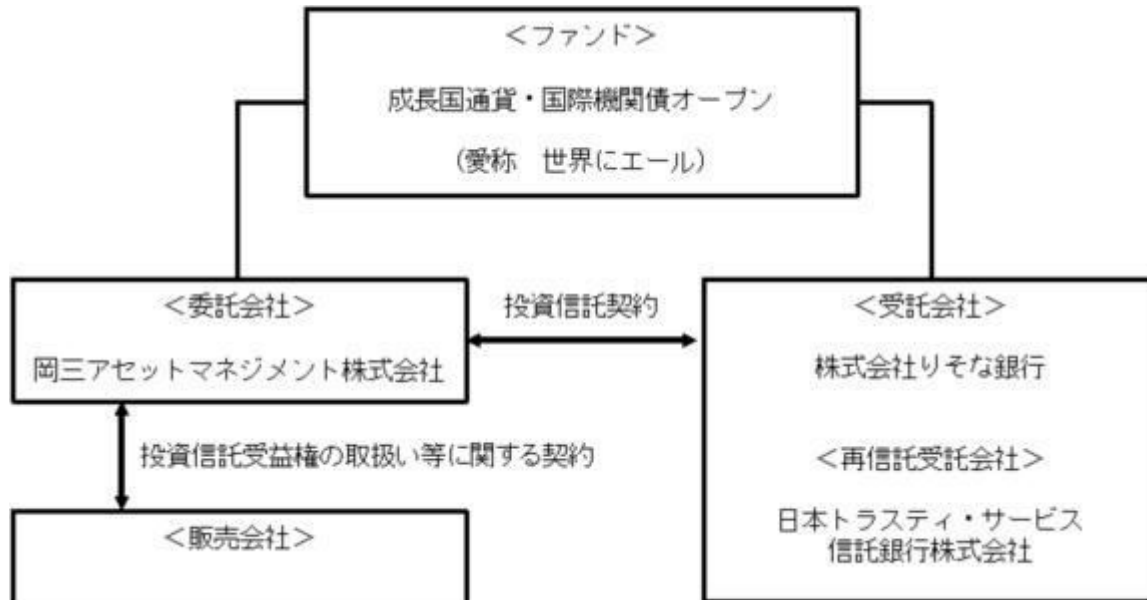 ＜ファンド＞
成長国通貨・国際機関債オープン
（愛称　世界にエール）
＜委託会社＞
岡三アセットマネジメント株式会社
投資信託契約
＜受託会社＞
株式会社りそな銀行
＜再信託受託会社＞
日本トラスティ・サービス
信託銀行株式会社
投資信託受益権の取扱い等に関する契約
＜販売会社＞